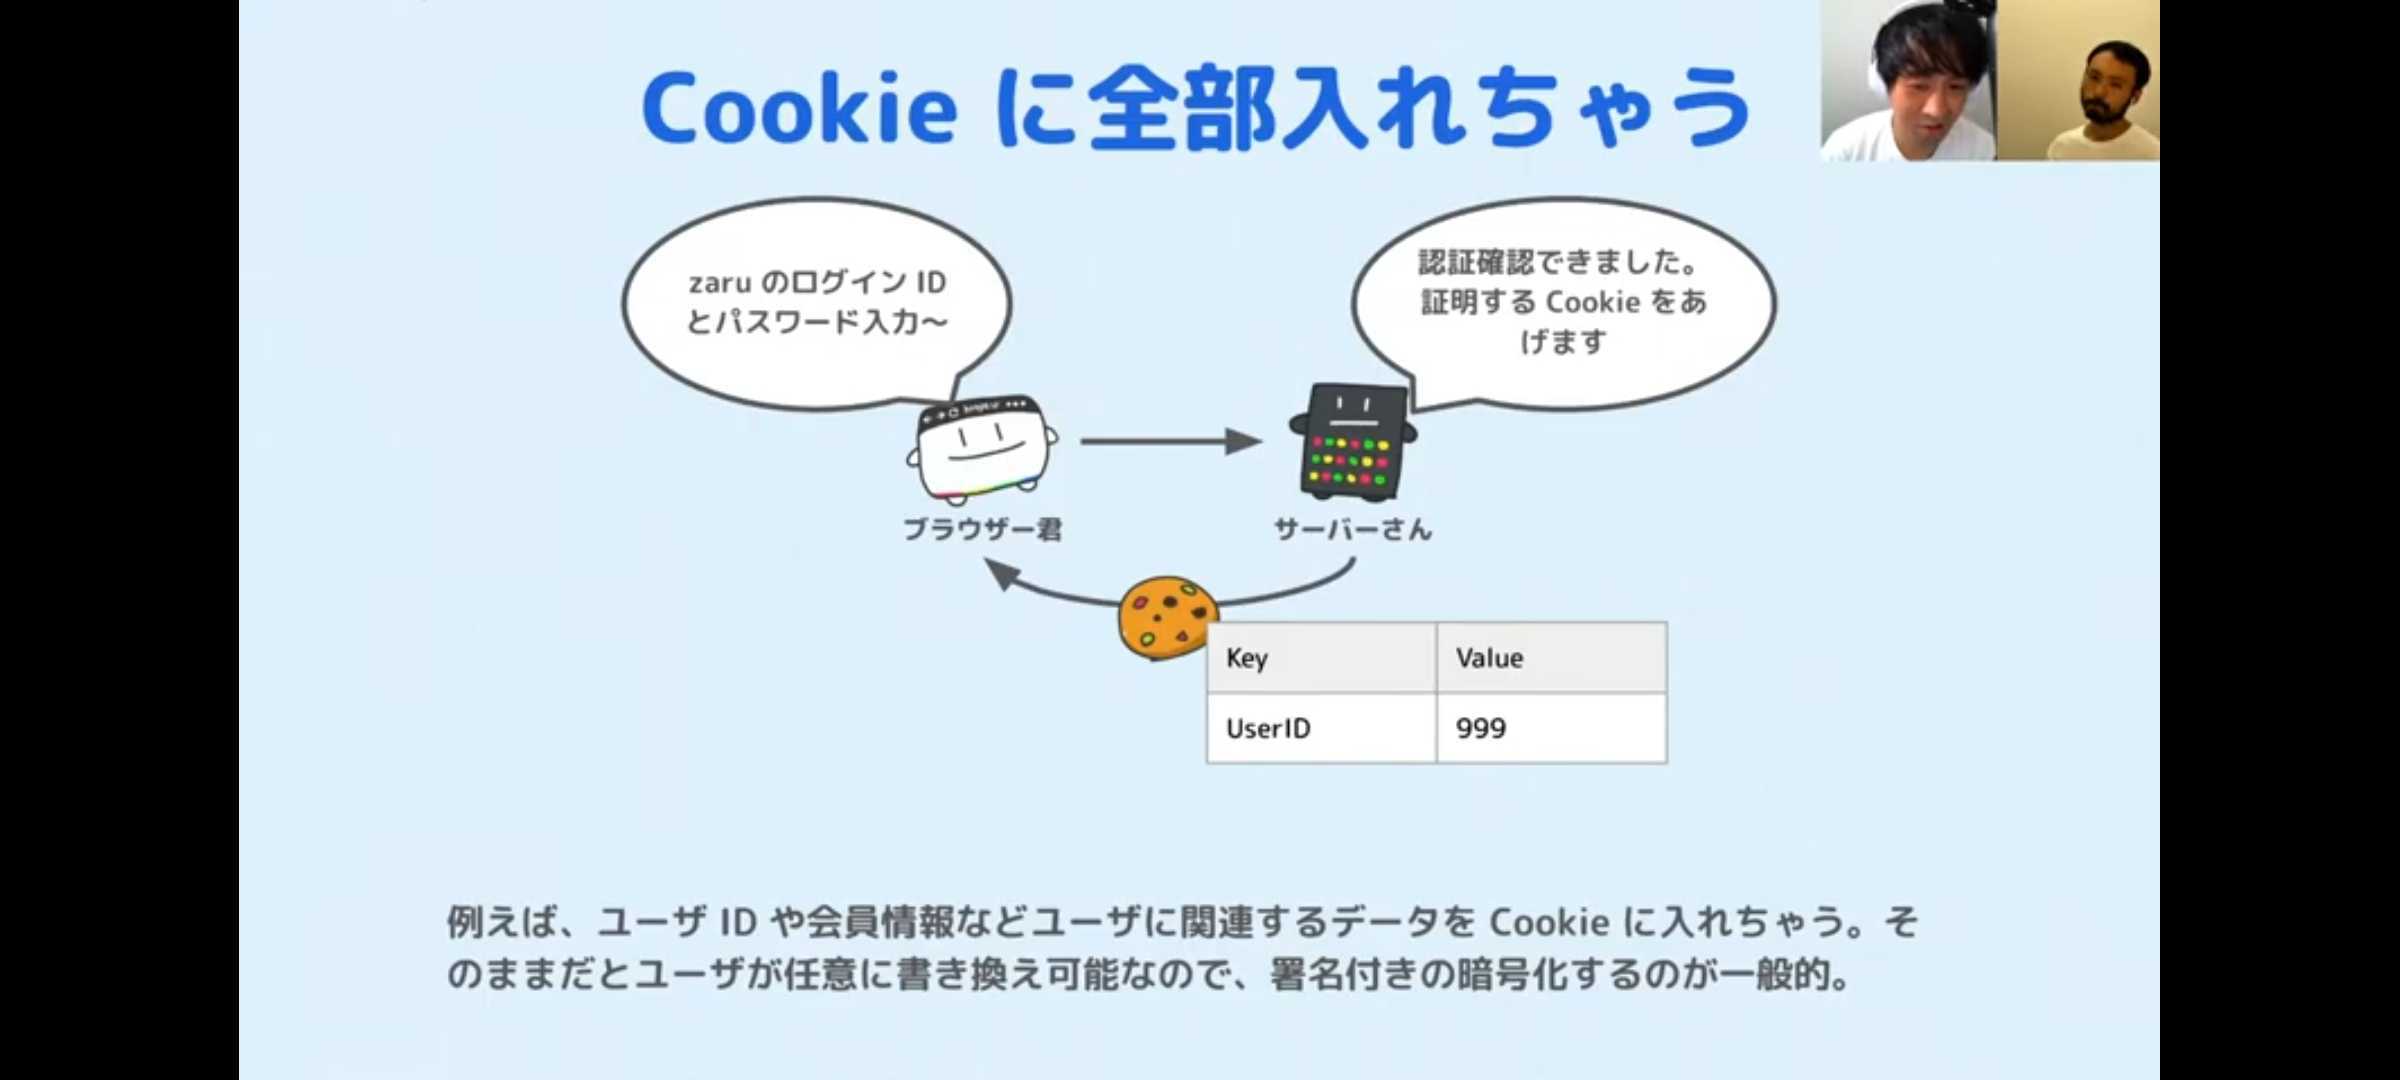 Cookie に全部入れちゃう
zaru のログイン ID
とパスワード入力〜
認証確認できました。
証明する Cookie をあ
げます
ブラウザー君
サーバーさん
Key Value
UserID 999
例えば、ユーザ ID や会員情報などユーザに関連するデータを Cookie に入れちゃう。そ
のままだとユーザが任意に書き換え可能なので、署名付きの暗号化するのが一般的。